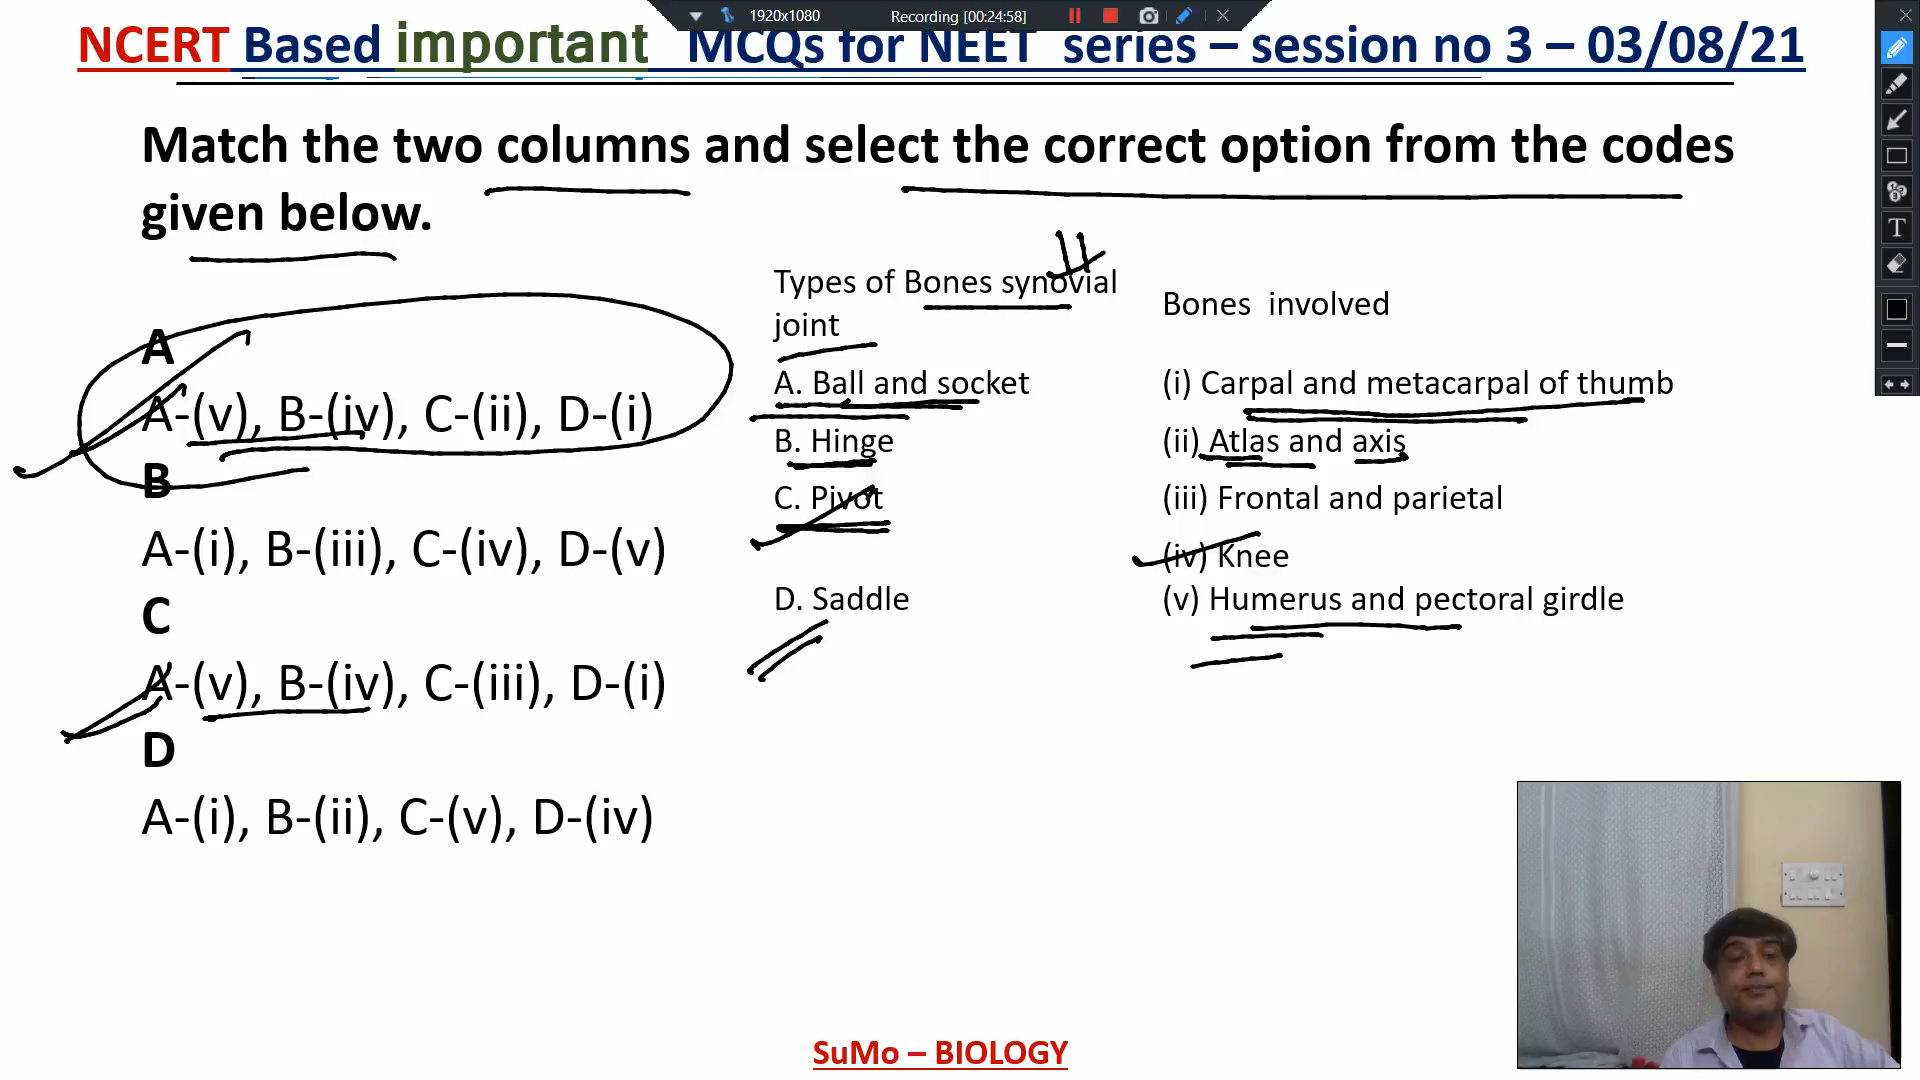 1920x1080 Recording [00:24:58]
NCERT Based important MCQs for NEET series – session no 3 – 03/08/21
Match the two columns and select the correct option from the codes
given below.
A
A-(v), B-(iv), C-(ii), D-(i)
B
A-(i), B-(iii), C-(iv), D-(v)
C
A-(v), B-(iv), C-(iii), D-(i)
D
A-(i), B-(ii), C-(v), D-(iv)
Types of Bones synovial
joint
Bones involved
A. Ball and socket
(i) Carpal and metacarpal of thumb
B. Hinge
(ii) Atlas and axis
C. Pivot
(iii) Frontal and parietal
(iv) Knee
D. Saddle
(v) Humerus and pectoral girdle
SuMo – BIOLOGY